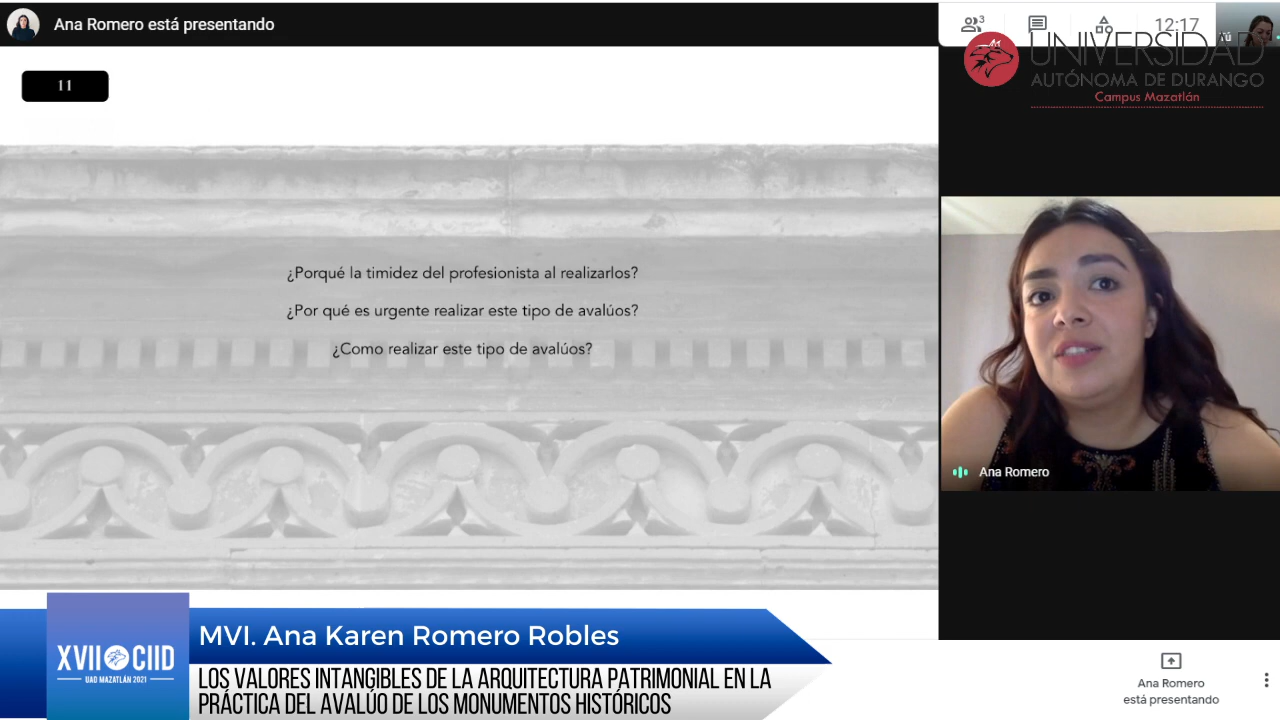 Ana Romero está presentando
3
12:17
Tú
UNIVERSIDAD
AUTÓNOMA DE DURANGO
Campus Mazatlán
11
¿Porqué la timidez del profesionista al realizarlos?
¿Por qué es urgente realizar este tipo de avalúos?
¿Como realizar este tipo de avalúos?
Ana Romero
MVI. Ana Karen Romero Robles
XVII CIID
UAD MAZATLÁN 2021
LOS VALORES INTANGIBLES DE LA ARQUITECTURA PATRIMONIAL EN LA
PRÁCTICA DEL AVALÚO DE LOS MONUMENTOS HISTÓRICOS
Ana Romero
está presentando